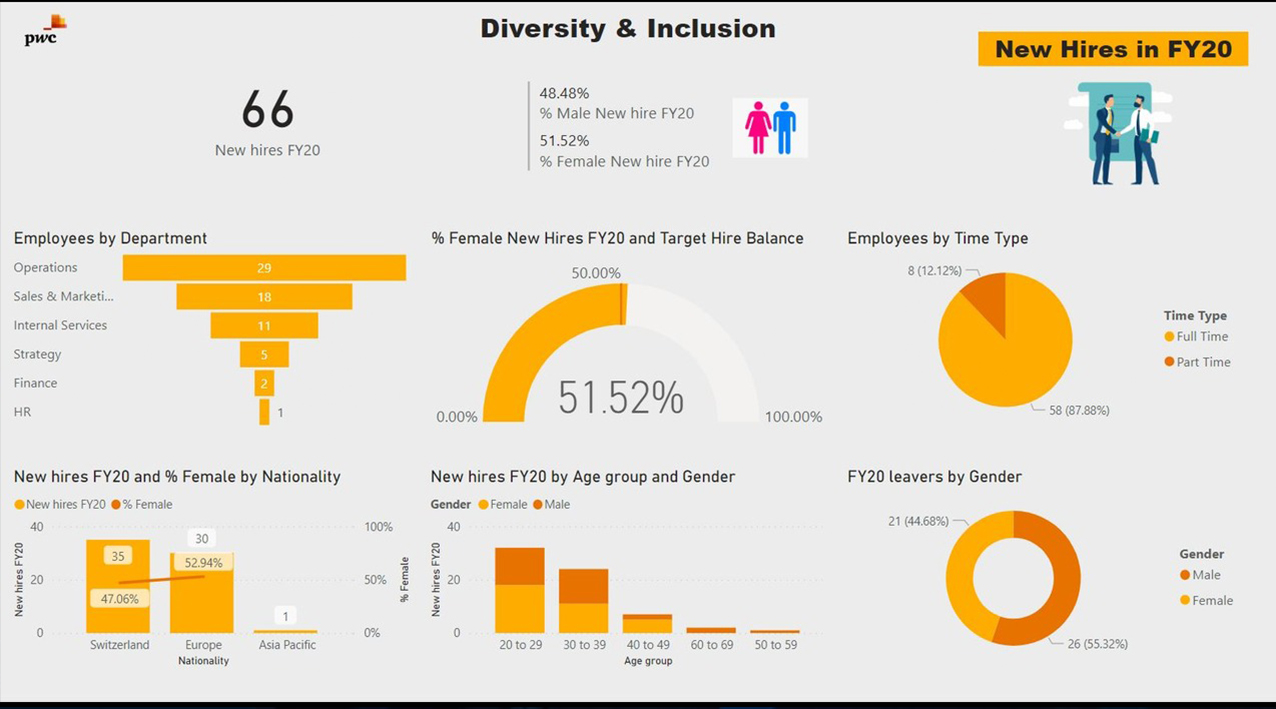 pwc
Diversity & Inclusion
New Hires in FY20
66
New hires FY20
48.48%
% Male New hire FY20
51.52%
% Female New hire FY20
Employees by Department
Operations 29
Sales & Marketi... 18
Internal Services 11
Strategy 5
Finance 2
HR 1
% Female New Hires FY20 and Target Hire Balance
50.00%
51.52%
0.00%
100.00%
Employees by Time Type
8 (12.12%)
58 (87.88%)
Time Type
Full Time
Part Time
New hires FY20 and % Female by Nationality
New hires FY20 % Female
New hires FY20
40
20
0
35
47.06%
30
52.94%
1
100%
50%
0%
% Female
Switzerland Europe Asia Pacific
Nationality
New hires FY20 by Age group and Gender
Gender Female Male
New hires FY20
40
20
0
20 to 29 30 to 39 40 to 49 60 to 69 50 to 59
Age group
FY20 leavers by Gender
21 (44.68%)
26 (55.32%)
Gender
Male
Female